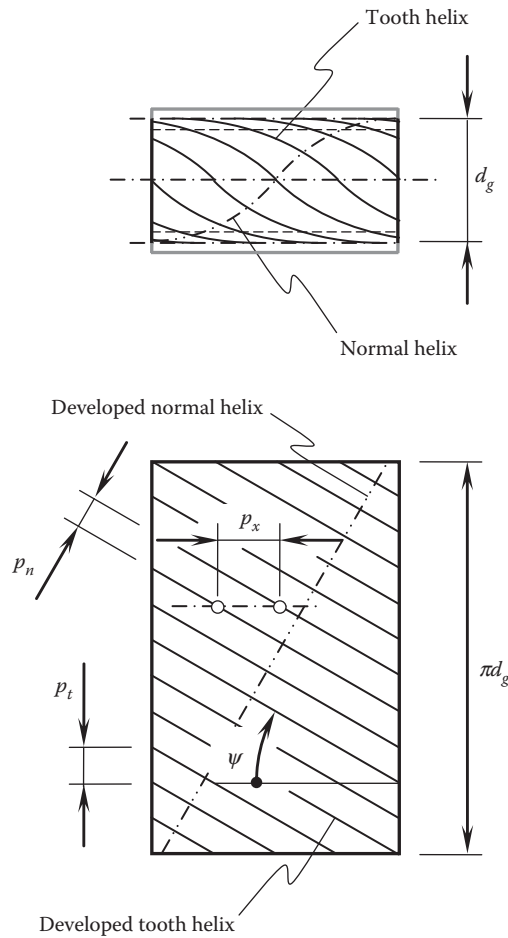 Tooth helix
d_g
Normal helix
Developed normal helix
p_x
p_n
πd_g
p_t
ψ
Developed tooth helix